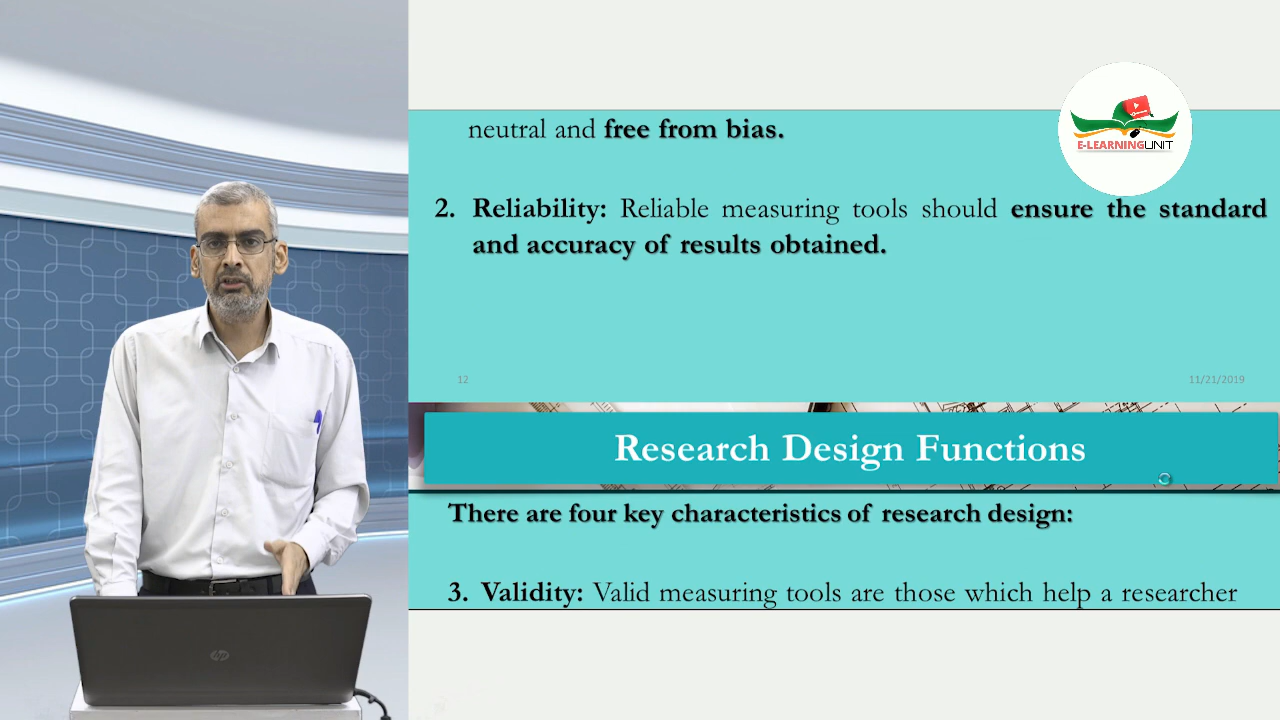 neutral and free from bias.
E-LEARNINGUNIT
2. Reliability: Reliable measuring tools should ensure the standard
and accuracy of results obtained.
12
11/21/2019
Research Design Functions
There are four key characteristics of research design:
3. Validity: Valid measuring tools are those which help a researcher
hp